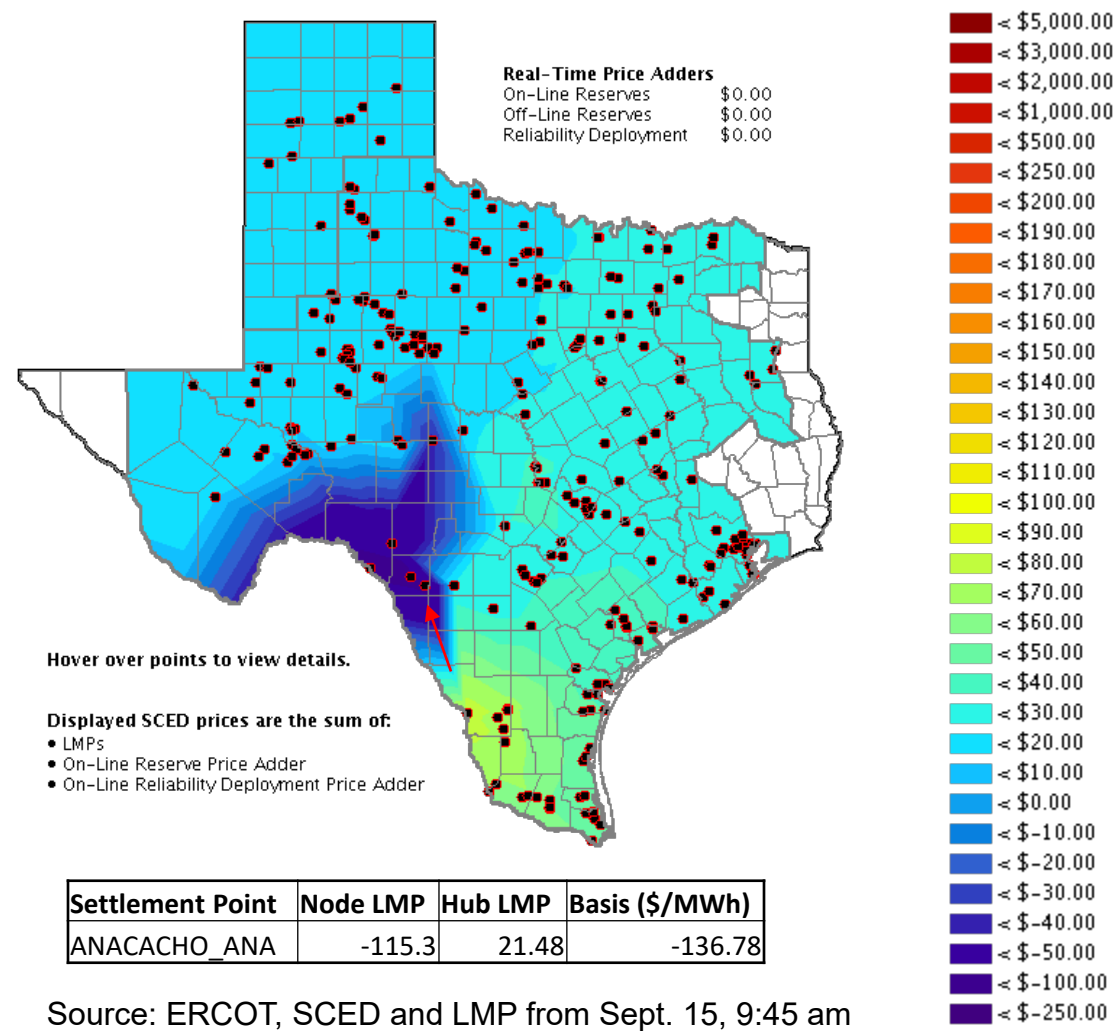 Real-Time Price Adders
On-Line Reserves $0.00
Off-Line Reserves $0.00
Reliability Deployment $0.00
< $5,000.00
< $3,000.00
< $2,000.00
< $1,000.00
< $500.00
< $250.00
< $200.00
< $190.00
< $180.00
< $170.00
< $160.00
< $150.00
< $140.00
< $130.00
< $120.00
< $110.00
< $100.00
< $90.00
< $80.00
< $70.00
< $60.00
< $50.00
< $40.00
< $30.00
< $20.00
< $10.00
< $0.00
< $-10.00
< $-20.00
< $-30.00
< $-40.00
< $-50.00
< $-100.00
< $-250.00
Hover over points to view details.
Displayed SCED prices are the sum of:
• LMPs
• On-Line Reserve Price Adder
• On-Line Reliability Deployment Price Adder
Settlement Point Node LMP Hub LMP Basis ($/MWh)
ANACACHO_ANA -115.3 21.48 -136.78
Source: ERCOT, SCED and LMP from Sept. 15, 9:45 am